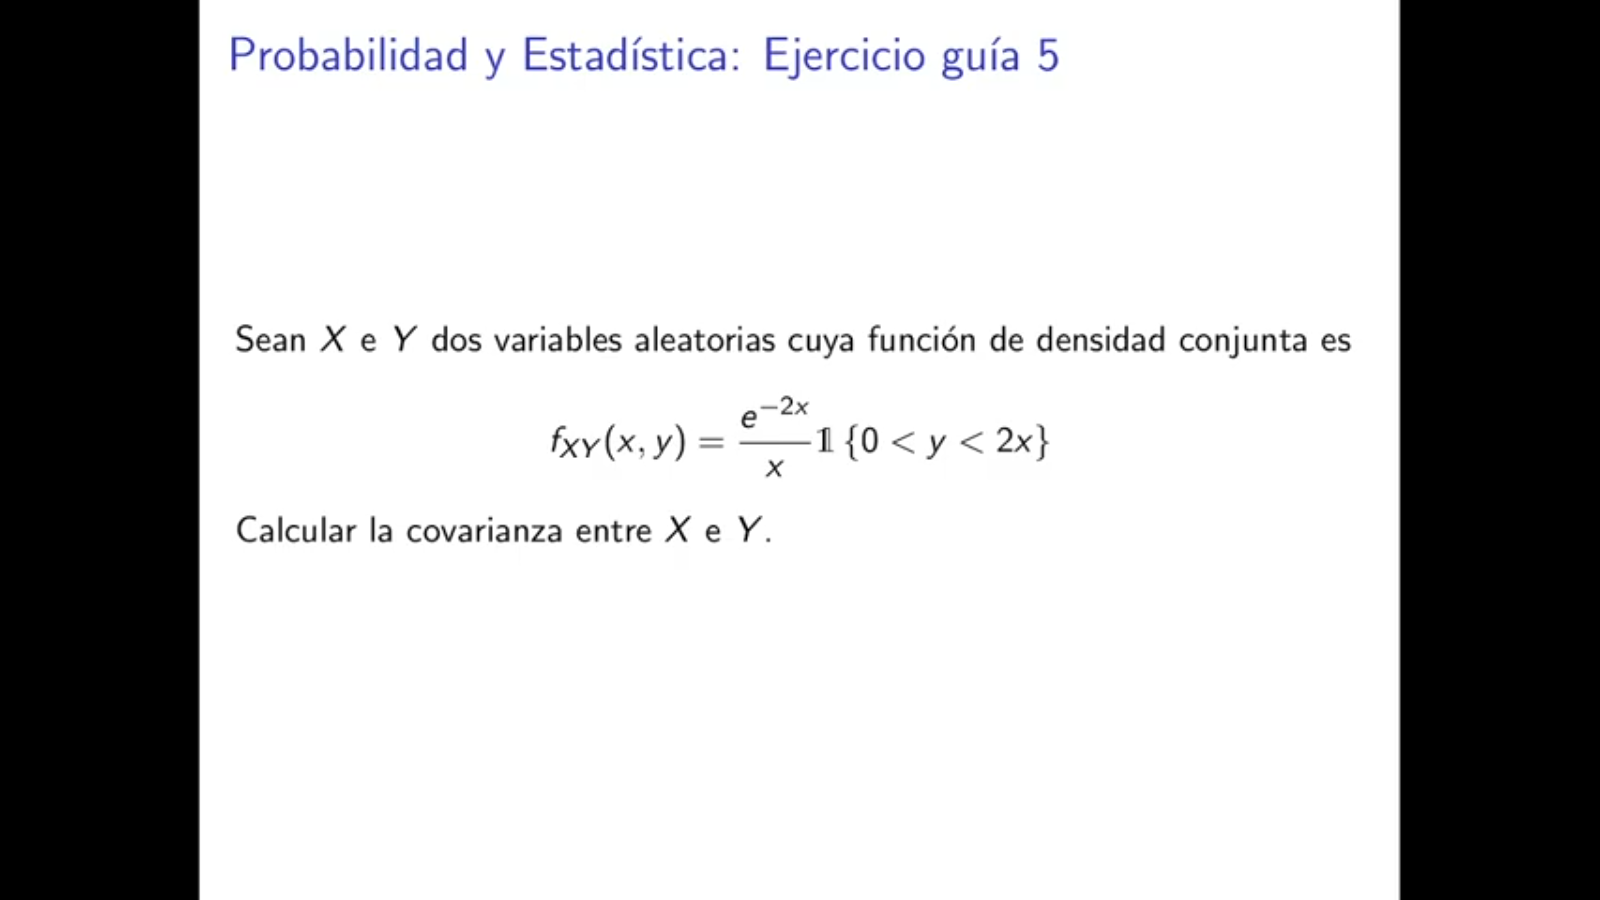 Probabilidad y Estadística: Ejercicio guía 5
Sean X e Y dos variables aleatorias cuya función de densidad conjunta es
f_{XY}(x, y) = \frac{e^{-2x}}{x} 𝟙 {0 < y < 2x}
Calcular la covarianza entre X e Y.